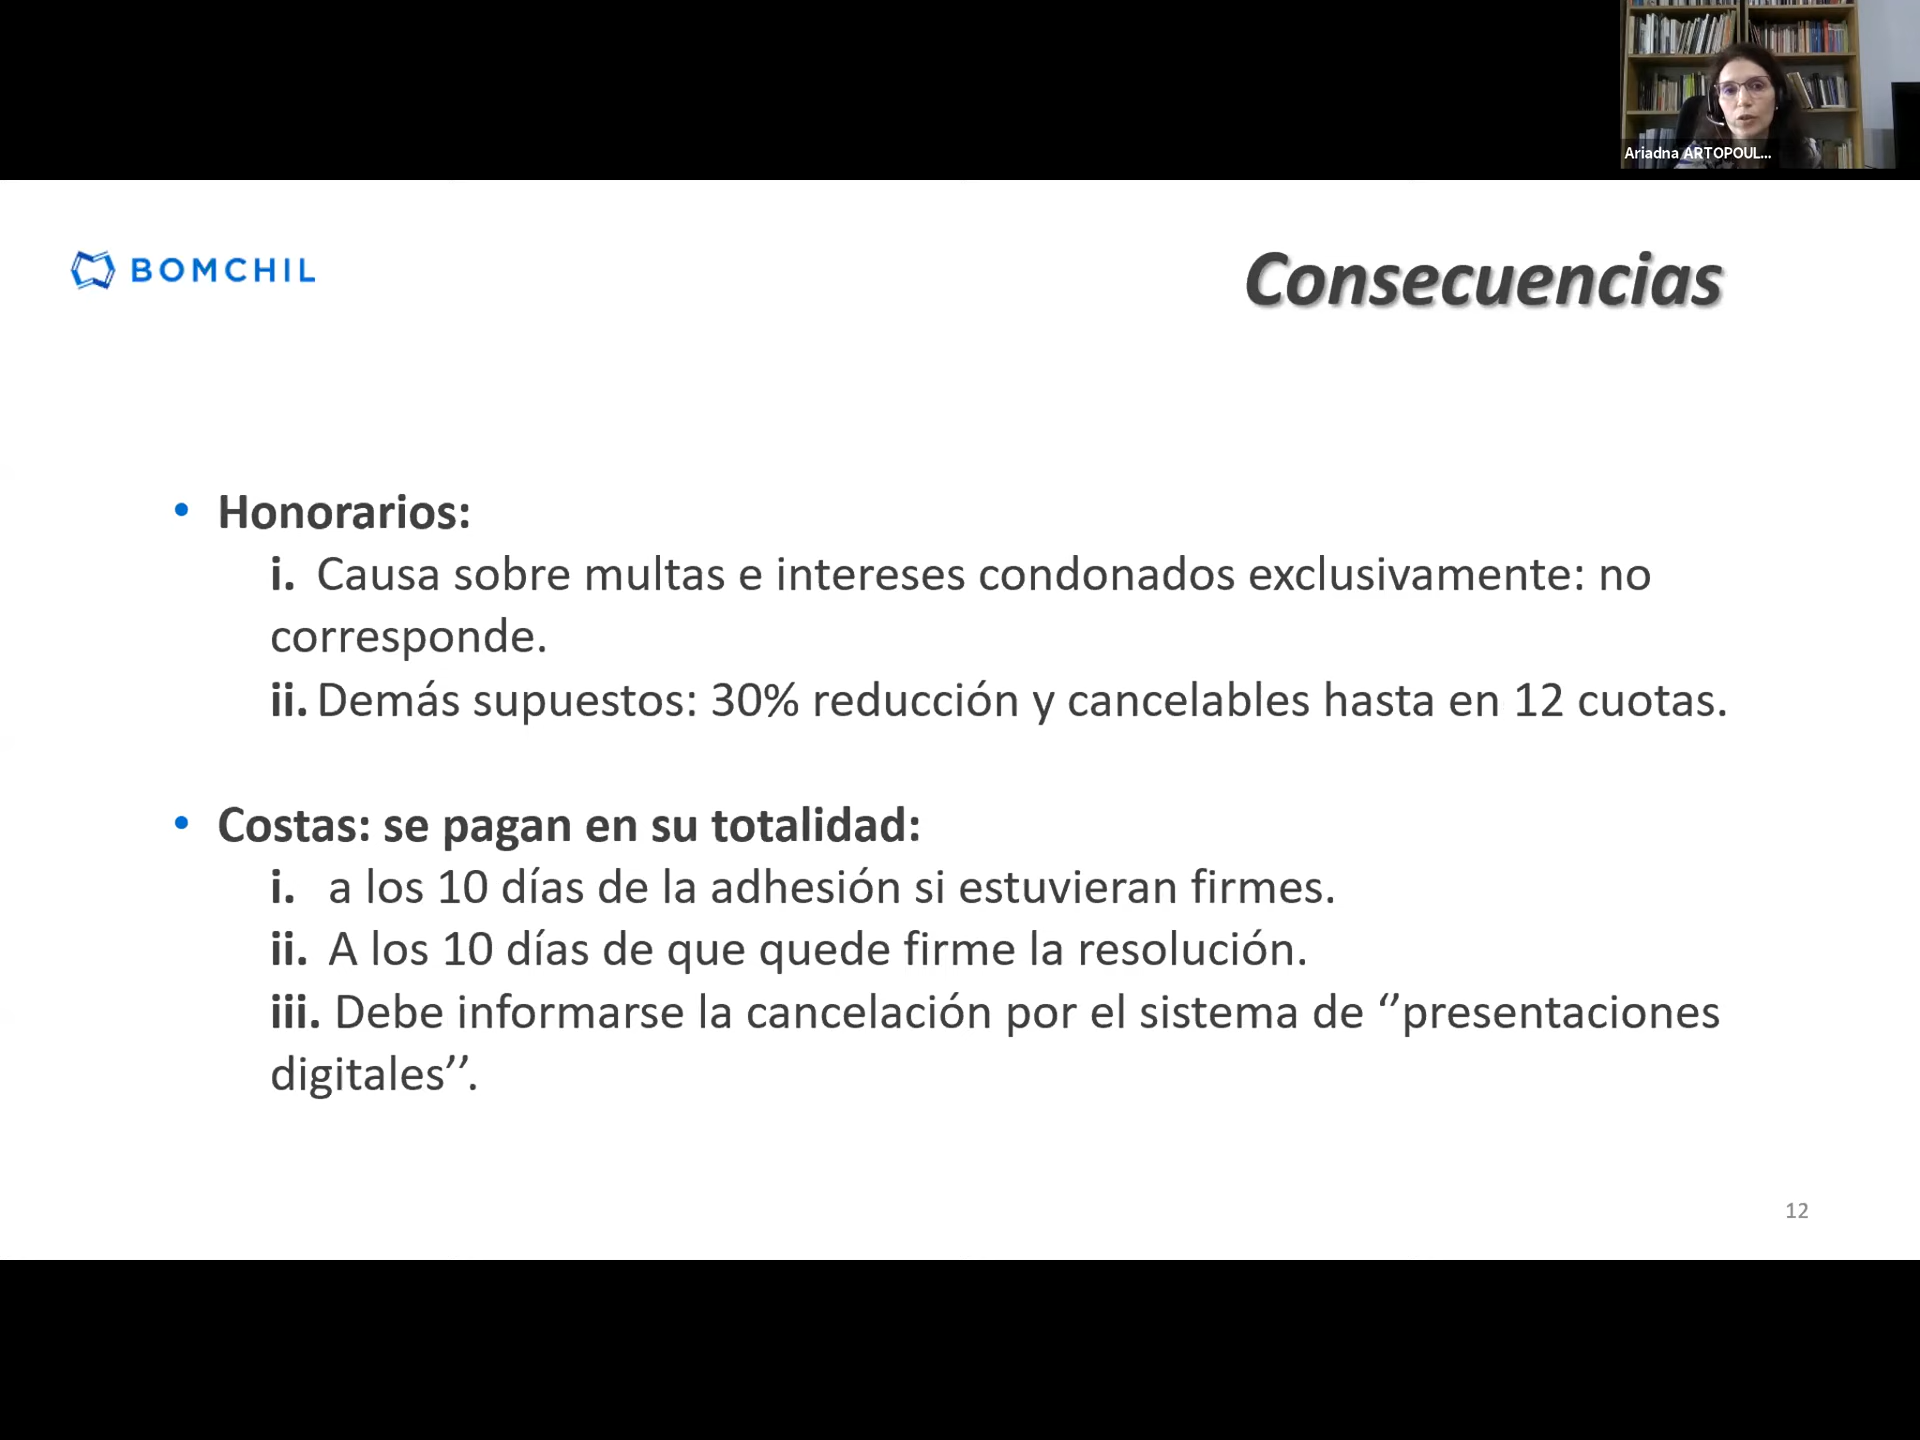 Ariadna ARTOPOUL...
BOMCHIL
Consecuencias
• Honorarios:
i. Causa sobre multas e intereses condonados exclusivamente: no
corresponde.
ii. Demás supuestos: 30% reducción y cancelables hasta en 12 cuotas.
• Costas: se pagan en su totalidad:
i. a los 10 días de la adhesión si estuvieran firmes.
ii. A los 10 días de que quede firme la resolución.
iii. Debe informarse la cancelación por el sistema de ‘’presentaciones
digitales’’.
12